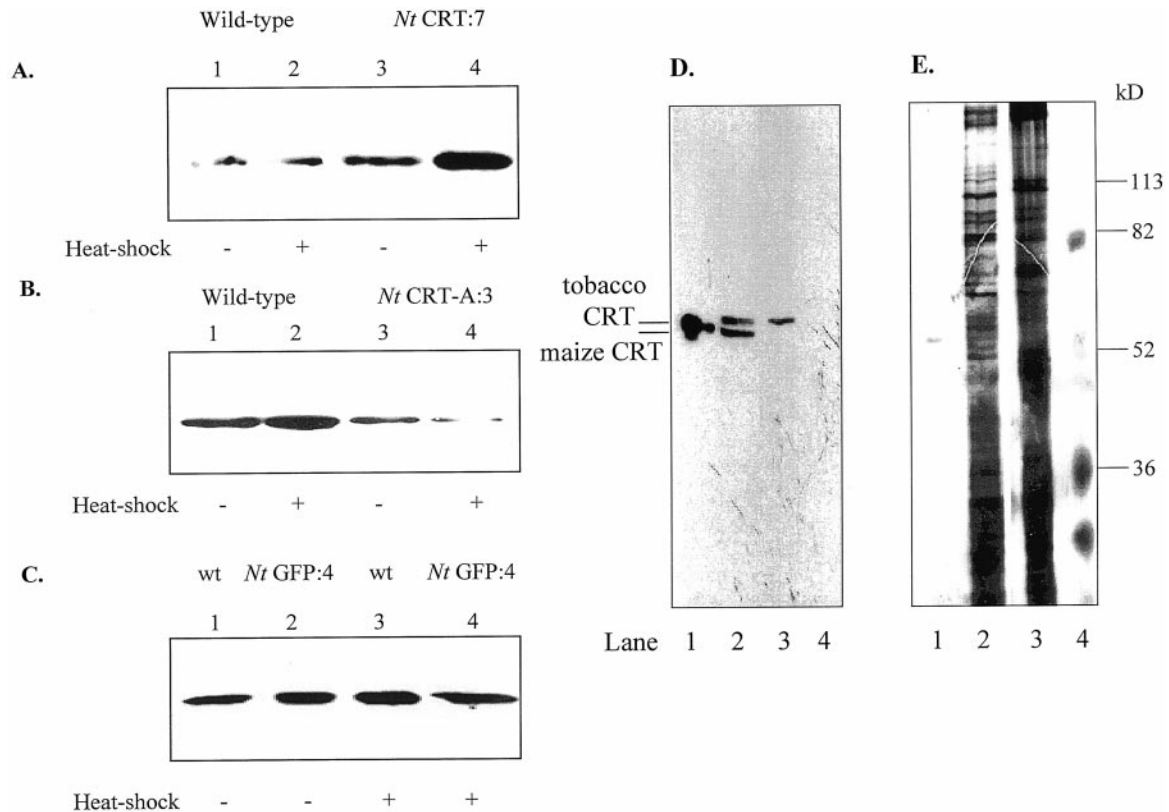 A.
Wild-type Nt CRT:7
1 2 3 4
Heat-shock - + - +
B.
Wild-type Nt CRT-A:3
1 2 3 4
Heat-shock - + - +
C.
wt Nt GFP:4 wt Nt GFP:4
1 2 3 4
Heat-shock - - + +
D.
tobacco
CRT
maize CRT
Lane 1 2 3 4
E.
kD
113
82
52
36
1 2 3 4